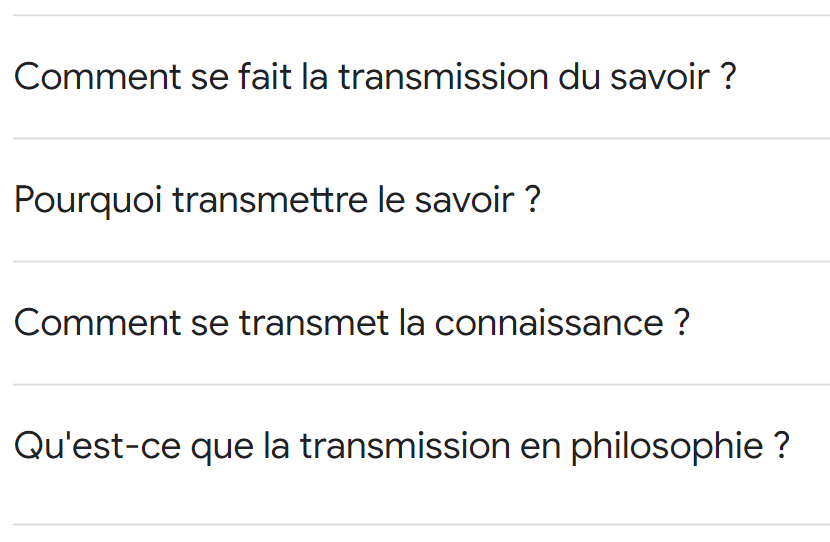 Comment se fait la transmission du savoir ?
Pourquoi transmettre le savoir ?
Comment se transmet la connaissance ?
Qu'est-ce que la transmission en philosophie ?